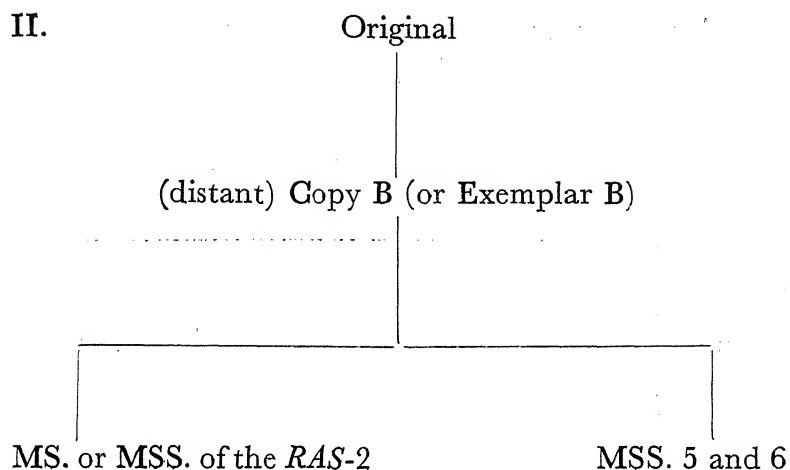 II.
Original
(distant) Copy B (or Exemplar B)
MS. or MSS. of the RAS-2
MSS. 5 and 6